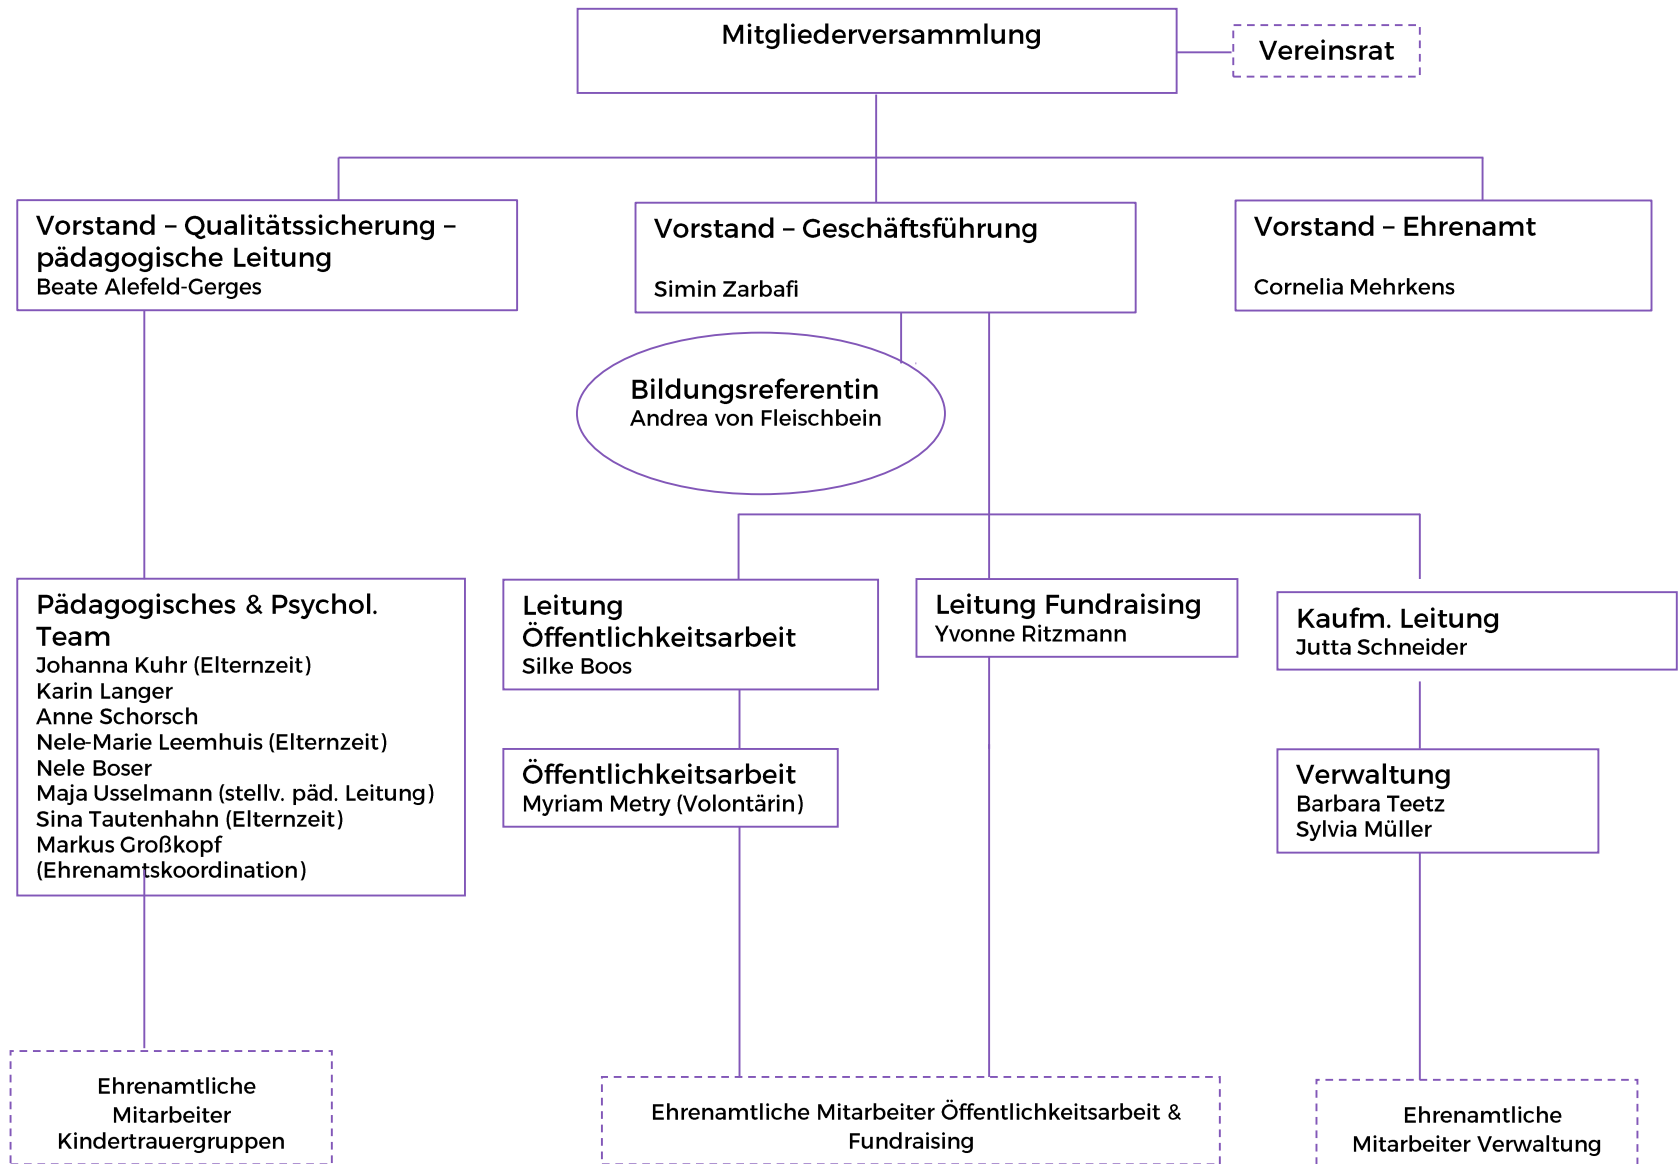 Mitgliederversammlung
Vereinsrat
Vorstand – Qualitätssicherung –
pädagogische Leitung
Beate Alefeld-Gerges
Vorstand – Geschäftsführung
Simin Zarbafi
Vorstand – Ehrenamt
Cornelia Mehrkens
Bildungsreferentin
Andrea von Fleischbein
Pädagogisches & Psychol.
Team
Johanna Kuhr (Elternzeit)
Karin Langer
Anne Schorsch
Nele-Marie Leemhuis (Elternzeit)
Nele Boser
Maja Usselmann (stellv. päd. Leitung)
Sina Tautenhahn (Elternzeit)
Markus Großkopf
(Ehrenamtskoordination)
Leitung
Öffentlichkeitsarbeit
Silke Boos
Leitung Fundraising
Yvonne Ritzmann
Kaufm. Leitung
Jutta Schneider
Öffentlichkeitsarbeit
Myriam Metry (Volontärin)
Verwaltung
Barbara Teetz
Sylvia Müller
Ehrenamtliche
Mitarbeiter
Kindertrauergruppen
Ehrenamtliche Mitarbeiter Öffentlichkeitsarbeit &
Fundraising
Ehrenamtliche
Mitarbeiter Verwaltung